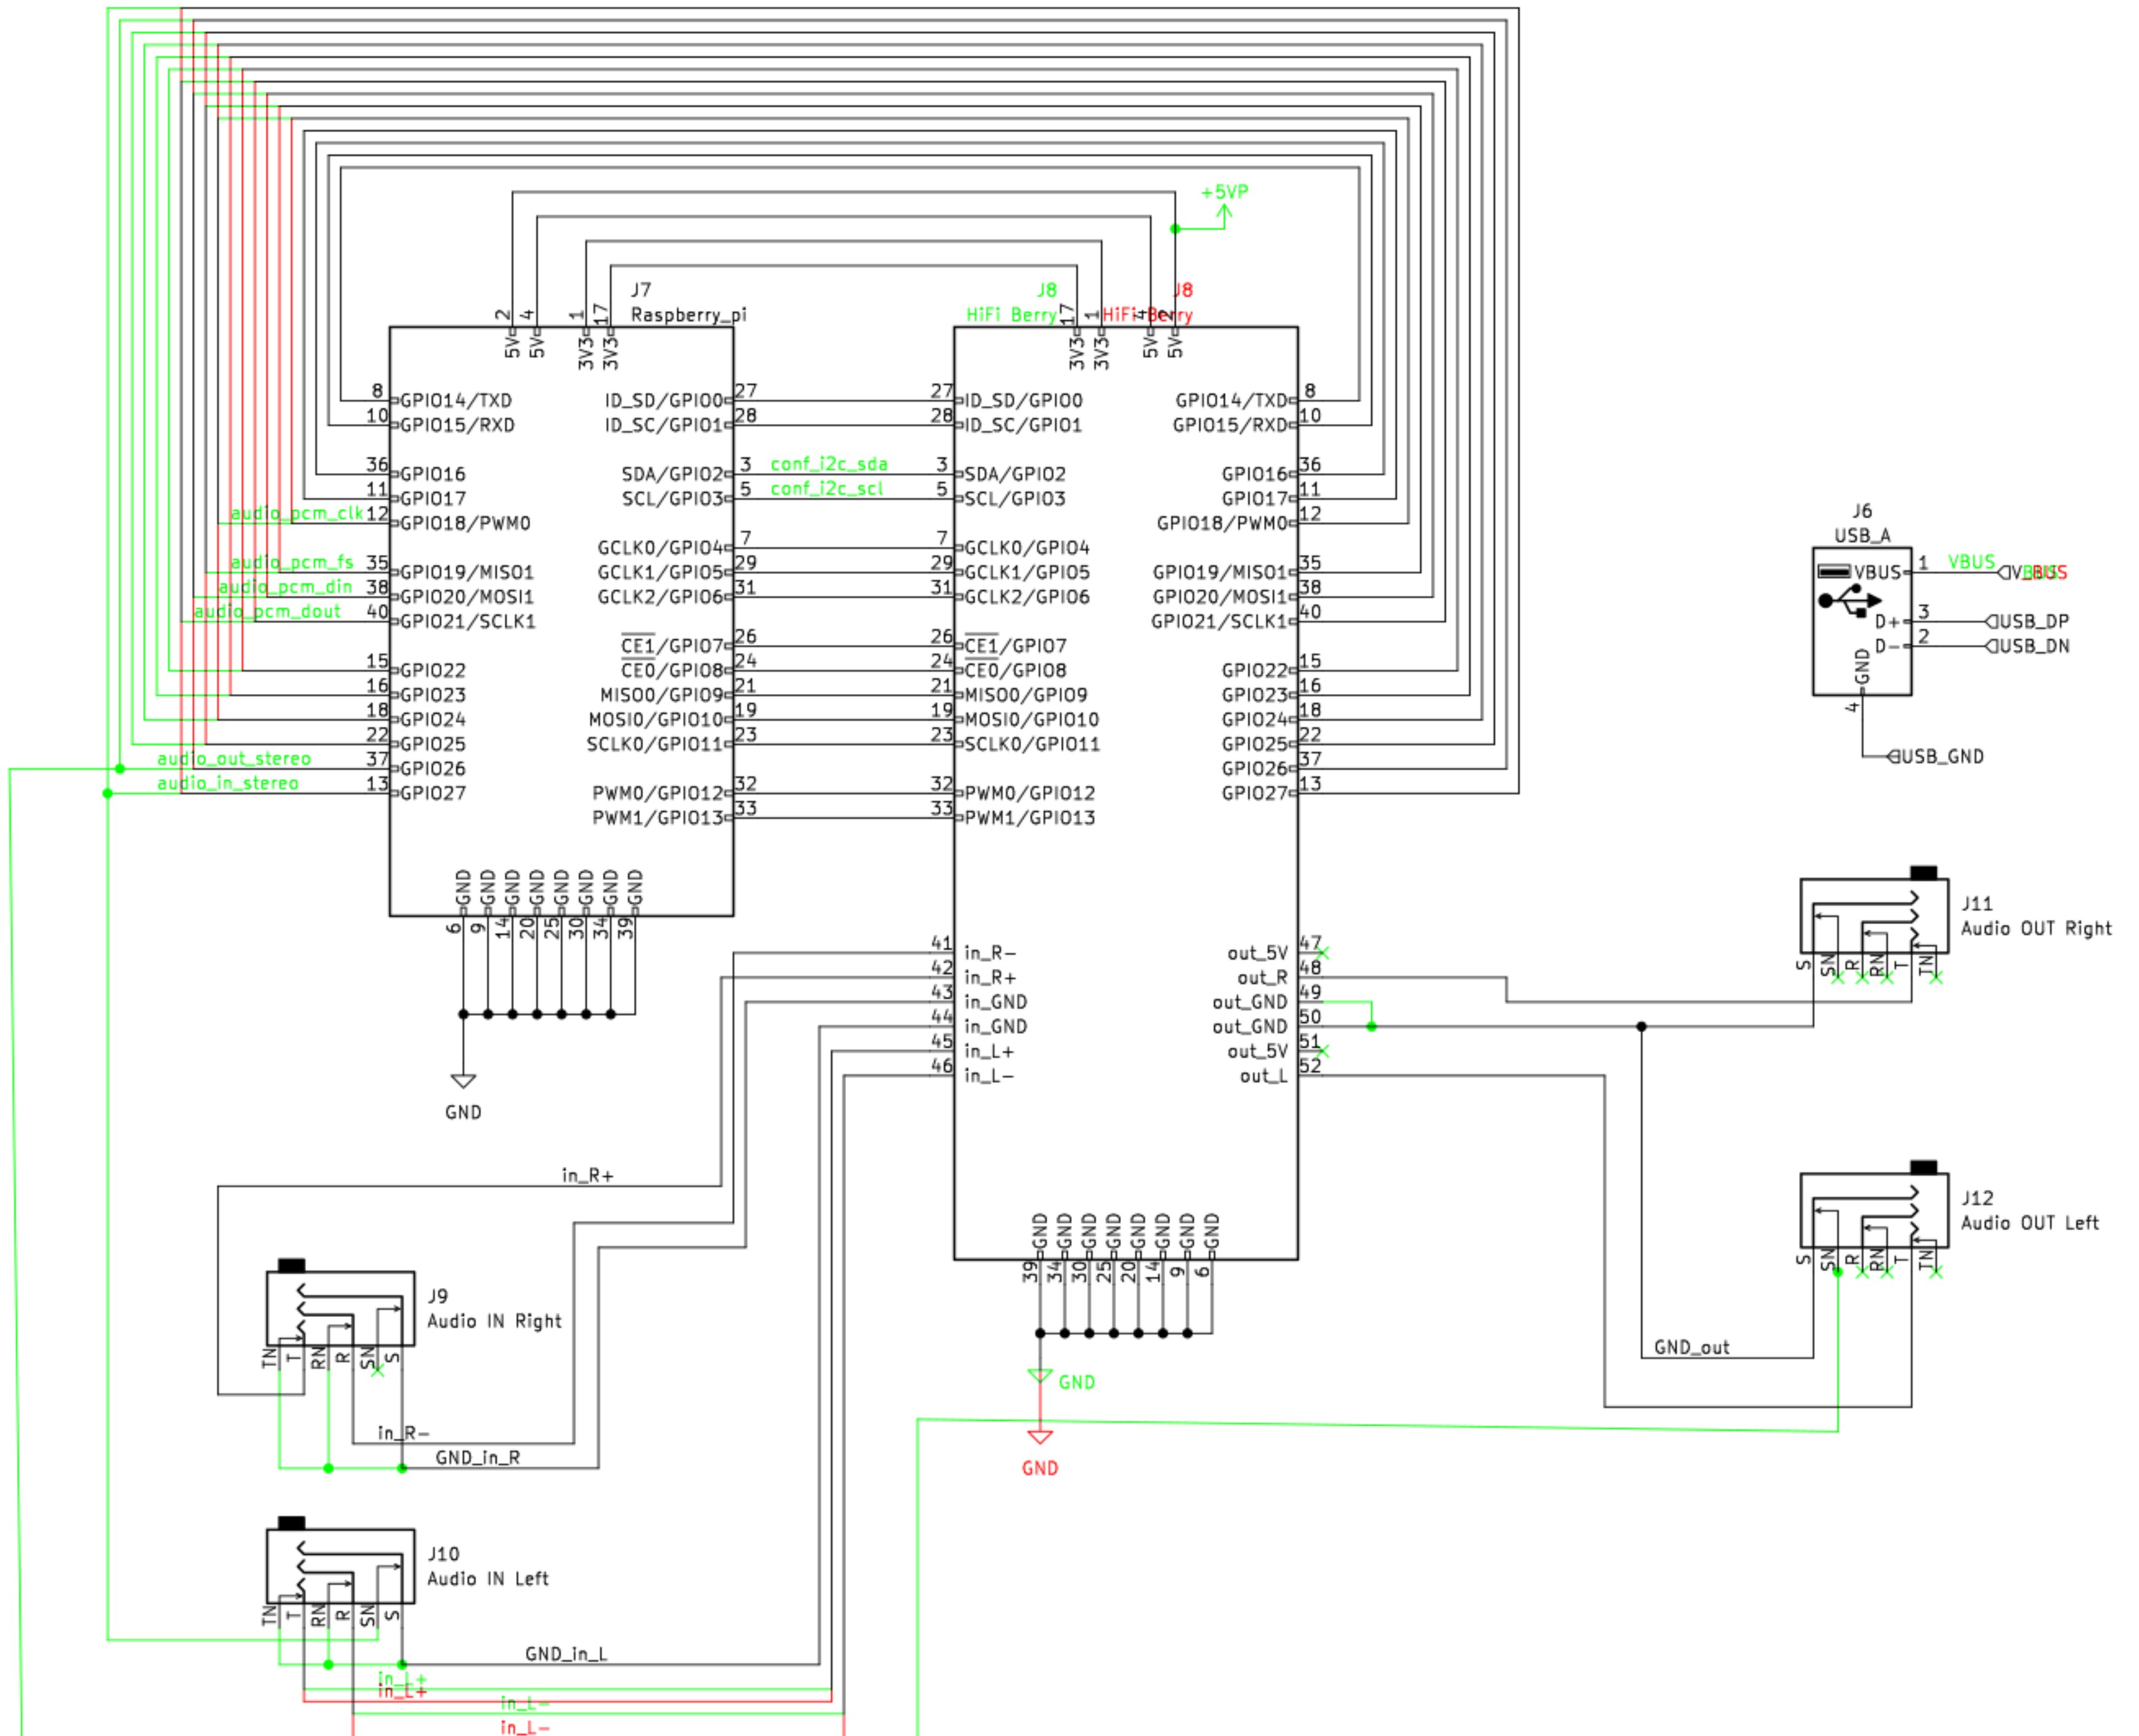 +5VP
J7
Raspberry_pi
J8
HiFi Berry
J8
HiFi Berry
2 4 1 17
5V 5V 3V3 3V3
17 1 4 2
3V3 3V3 5V 5V
8 GPIO14/TXD ID_SD/GPIO0 27
27 ID_SD/GPIO0 GPIO14/TXD 8
10 GPIO15/RXD ID_SC/GPIO1 28
28 ID_SC/GPIO1 GPIO15/RXD 10
36 GPIO16 SDA/GPIO2 3 conf_i2c_sda
3 SDA/GPIO2 GPIO16 36
11 GPIO17 SCL/GPIO3 5 conf_i2c_scl
5 SCL/GPIO3 GPIO17 11
audio_pcm_clk 12 GPIO18/PWM0
GPIO18/PWM0 12
GCLK0/GPIO4 7
7 GCLK0/GPIO4
audio_pcm_fs 35 GPIO19/MISO1 GCLK1/GPIO5 29
29 GCLK1/GPIO5 GPIO19/MISO1 35
audio_pcm_din 38 GPIO20/MOSI1 GCLK2/GPIO6 31
31 GCLK2/GPIO6 GPIO20/MOSI1 38
audio_pcm_dout 40 GPIO21/SCLK1
GPIO21/SCLK1 40
CE1/GPIO7 26
26 CE1/GPIO7
15 GPIO22 CE0/GPIO8 24
24 CE0/GPIO8 GPIO22 15
16 GPIO23 MISO0/GPIO9 21
21 MISO0/GPIO9 GPIO23 16
18 GPIO24 MOSI0/GPIO10 19
19 MOSI0/GPIO10 GPIO24 18
22 GPIO25 SCLK0/GPIO11 23
23 SCLK0/GPIO11 GPIO25 22
audio_out_stereo 37 GPIO26
GPIO26 37
audio_in_stereo 13 GPIO27 PWM0/GPIO12 32
32 PWM0/GPIO12 GPIO27 13
PWM1/GPIO13 33
33 PWM1/GPIO13
GND GND GND GND GND GND GND GND
6 9 14 20 25 30 34 39
GND
J6
USB_A
VBUS 1 VBUS
D+ 3 USB_DP
D- 2 USB_DN
GND
4
USB_GND
J11
Audio OUT Right
S SN R RN T TN
41 in_R- out_5V 47
42 in_R+ out_R 48
43 in_GND out_GND 49
44 in_GND out_GND 50
45 in_L+ out_5V 51
46 in_L- out_L 52
in_R+
J12
Audio OUT Left
S SN R RN T TN
GND_out
GND GND GND GND GND GND GND GND
39 34 30 25 20 14 9 6
GND
GND
J9
Audio IN Right
TN T RN R SN S
in_R-
GND_in_R
J10
Audio IN Left
TN T RN R SN S
GND_in_L
in_L+
in_L+
in_L-
in_L-